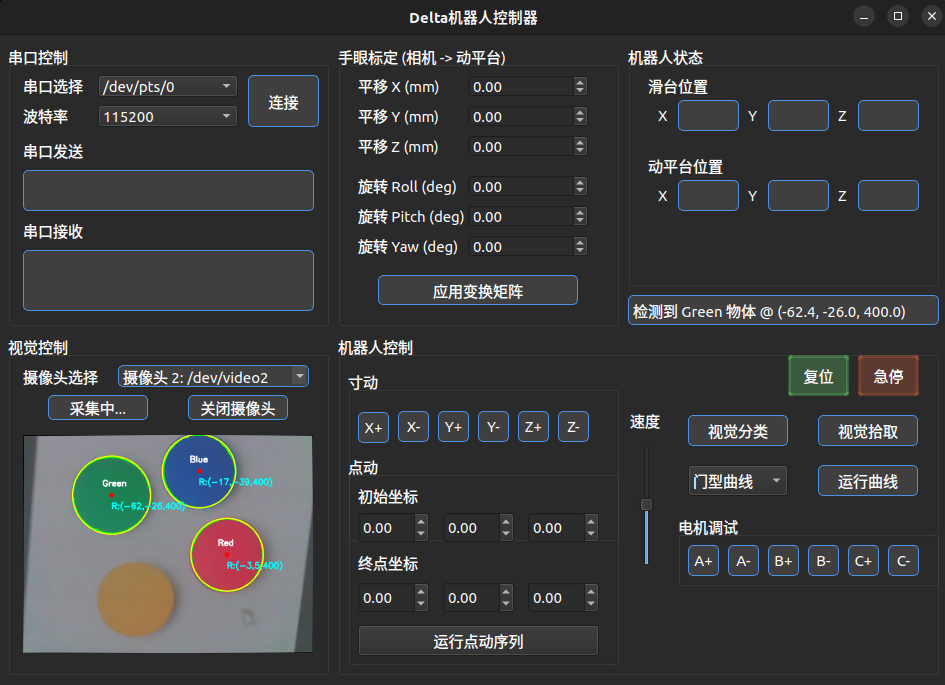 Delta机器人控制器
串口控制
串口选择 /dev/pts/0
波特率 115200
连接
串口发送
串口接收
手眼标定 (相机 -> 动平台)
平移 X (mm) 0.00
平移 Y (mm) 0.00
平移 Z (mm) 0.00
旋转 Roll (deg) 0.00
旋转 Pitch (deg) 0.00
旋转 Yaw (deg) 0.00
应用变换矩阵
机器人状态
滑台位置
X Y Z
动平台位置
X Y Z
检测到 Green 物体 @ (-62.4, -26.0, 400.0)
视觉控制
摄像头选择 摄像头 2: /dev/video2
采集中... 关闭摄像头
Blue
R:(-17,-39,400)
Green
R:(-62,-26,400)
Red
R:(-3,5,400)
机器人控制
复位 急停
寸动
X+ X- Y+ Y- Z+ Z-
点动
初始坐标
0.00 0.00 0.00
终点坐标
0.00 0.00 0.00
运行点动序列
速度
视觉分类 视觉拾取
门型曲线 运行曲线
电机调试
A+ A- B+ B- C+ C-